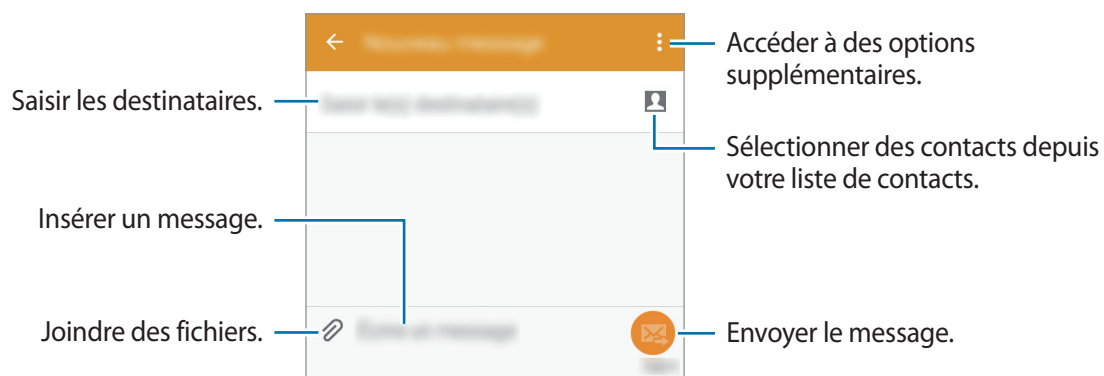 Accéder à des options
supplémentaires.
Saisir les destinataires.
Sélectionner des contacts depuis
votre liste de contacts.
Insérer un message.
Joindre des fichiers.
Envoyer le message.